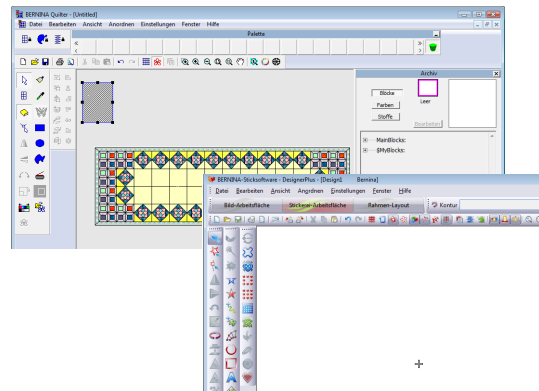 BERNINA Quilter - [Untitled]
Datei Bearbeiten Ansicht Anordnen Einstellungen Fenster Hilfe
Palette
Archiv
Blöcke
Farben
Stoffe
Leer
Bearbeiten
MainBlocks:
$MyBlocks:
BERNINA-Sticksoftware - DesignerPlus - [Design1 Bernina]
Datei Bearbeiten Ansicht Anordnen Einstellungen Fenster Hilfe
Bild-Arbeitsfläche Stickerei-Arbeitsfläche Rahmen-Layout Kontur